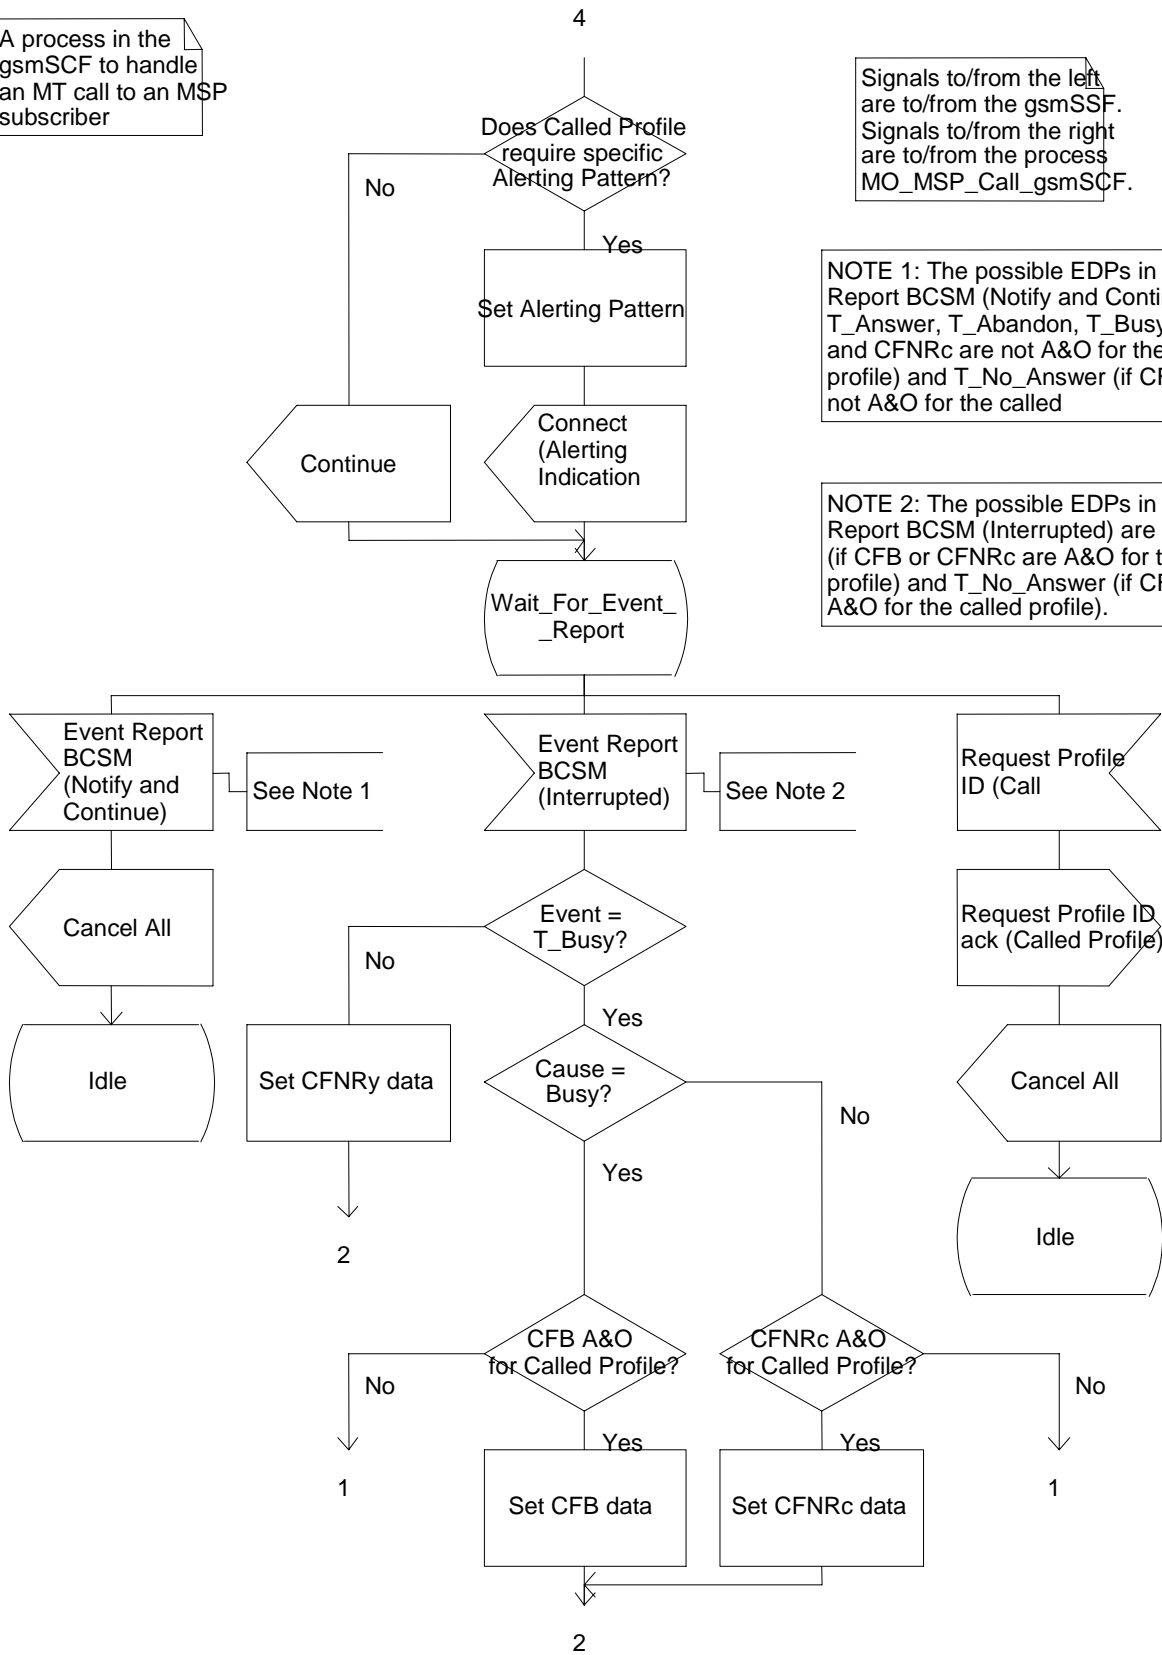 4
A process in the
gsmSCF to handle
an MT call to an MSP
subscriber
Signals to/from the left
are to/from the gsmSSF.
Signals to/from the right
are to/from the process
MO_MSP_Call_gsmSCF.
Does Called Profile
require specific
Alerting Pattern?
No
Yes
NOTE 1: The possible EDPs in
Report BCSM (Notify and Conti
T_Answer, T_Abandon, T_Busy
and CFNRc are not A&O for the
profile) and T_No_Answer (if CF
not A&O for the called
Set Alerting Pattern
Continue
Connect
(Alerting
Indication
NOTE 2: The possible EDPs in
Report BCSM (Interrupted) are
(if CFB or CFNRc are A&O for t
profile) and T_No_Answer (if CF
A&O for the called profile).
Wait_For_Event_
_Report
Event Report
BCSM
(Notify and
Continue)
See Note 1
Event Report
BCSM
(Interrupted)
See Note 2
Request Profile
ID (Call
Cancel All
Event =
T_Busy?
Request Profile ID
ack (Called Profile)
No
Yes
Idle
Set CFNRy data
Cause =
Busy?
Cancel All
No
Yes
2
Idle
CFB A&O
for Called Profile?
CFNRc A&O
for Called Profile?
No
No
Yes
Yes
1
Set CFB data
Set CFNRc data
1
2